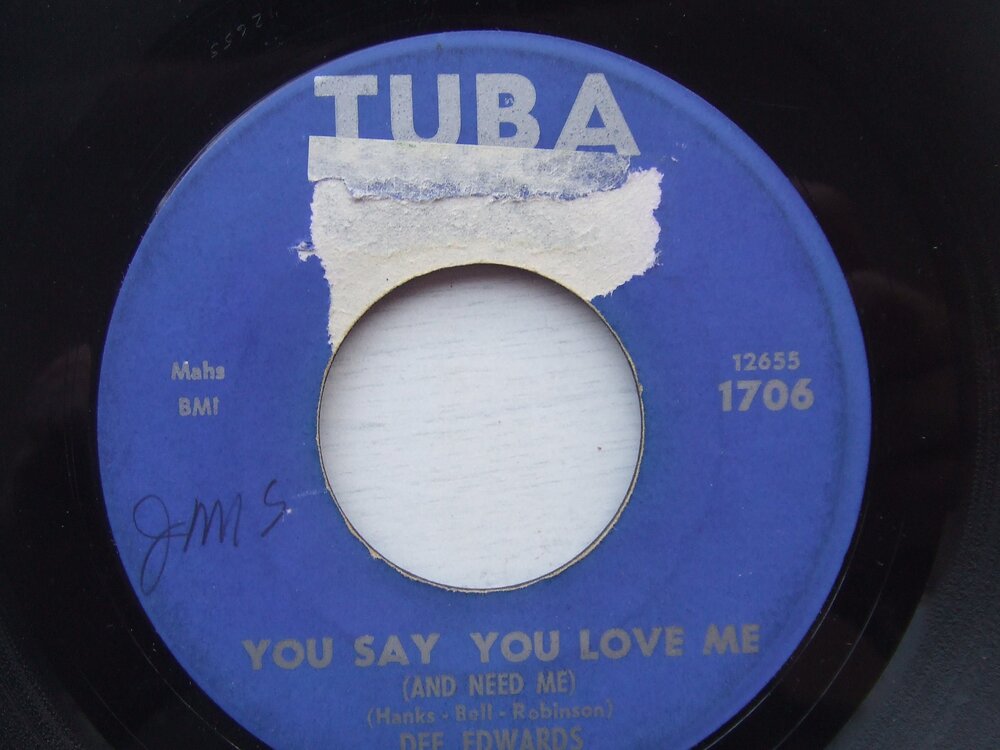 12655
TUBA
Mahs
BMI
12655
1706
JMS
YOU SAY YOU LOVE ME
(AND NEED ME)
(Hanks - Bell - Robinson)
DEE EDWARDS